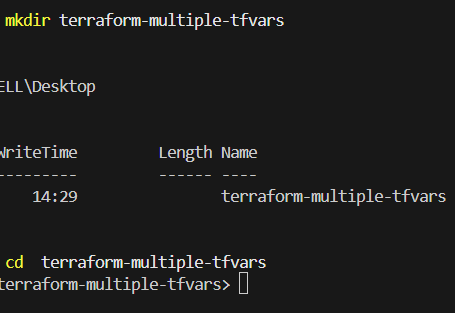 mkdir terraform-multiple-tfvars
ELL\Desktop
WriteTime Length Name
--------- ------ ----
14:29 terraform-multiple-tfvars
cd terraform-multiple-tfvars
terraform-multiple-tfvars>